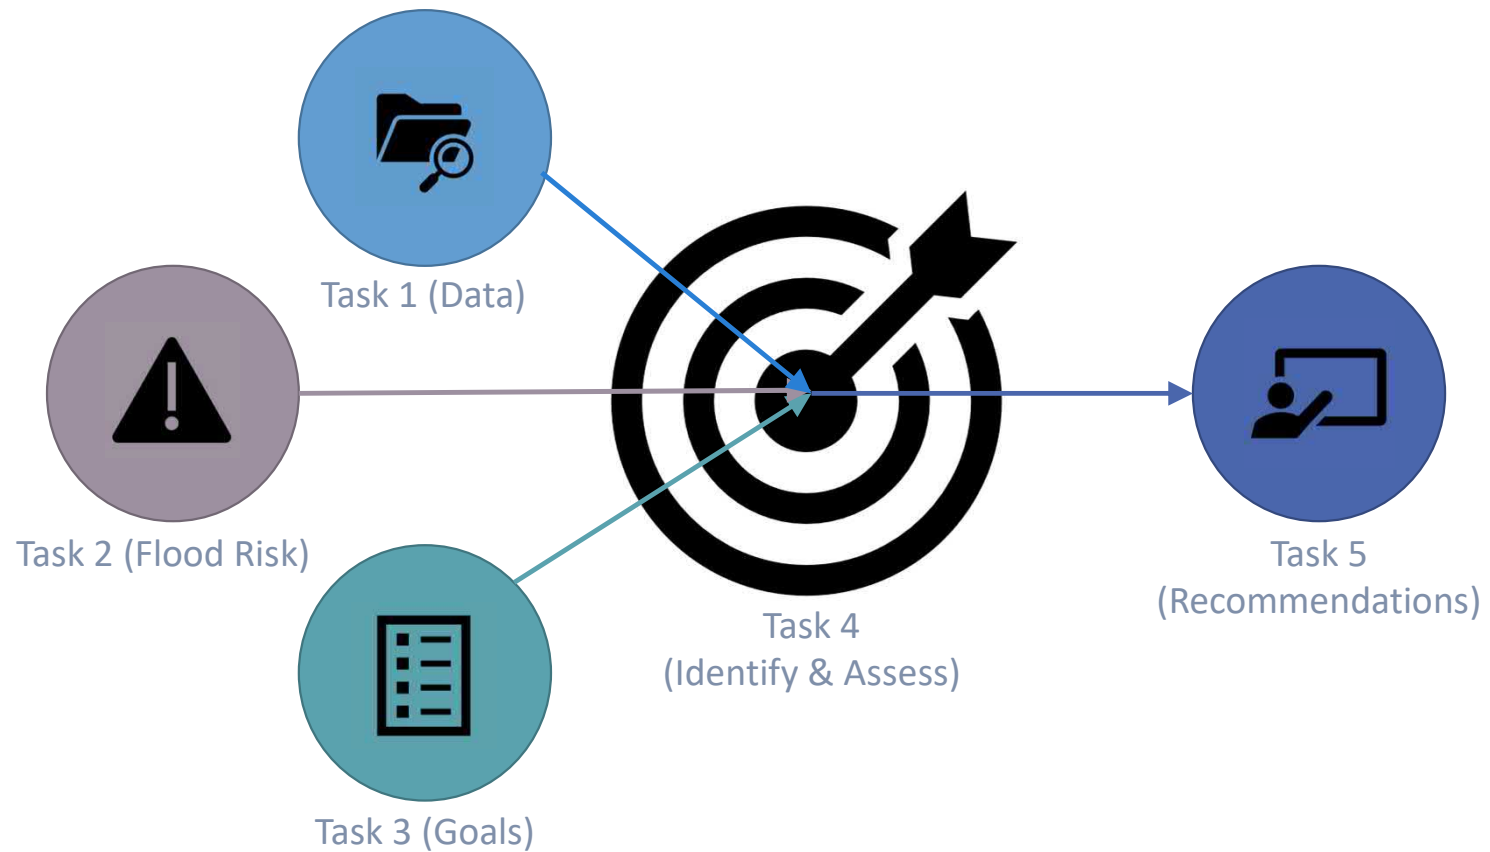 Task 1 (Data)
Task 2 (Flood Risk)
Task 3 (Goals)
Task 4
(Identify & Assess)
Task 5
(Recommendations)